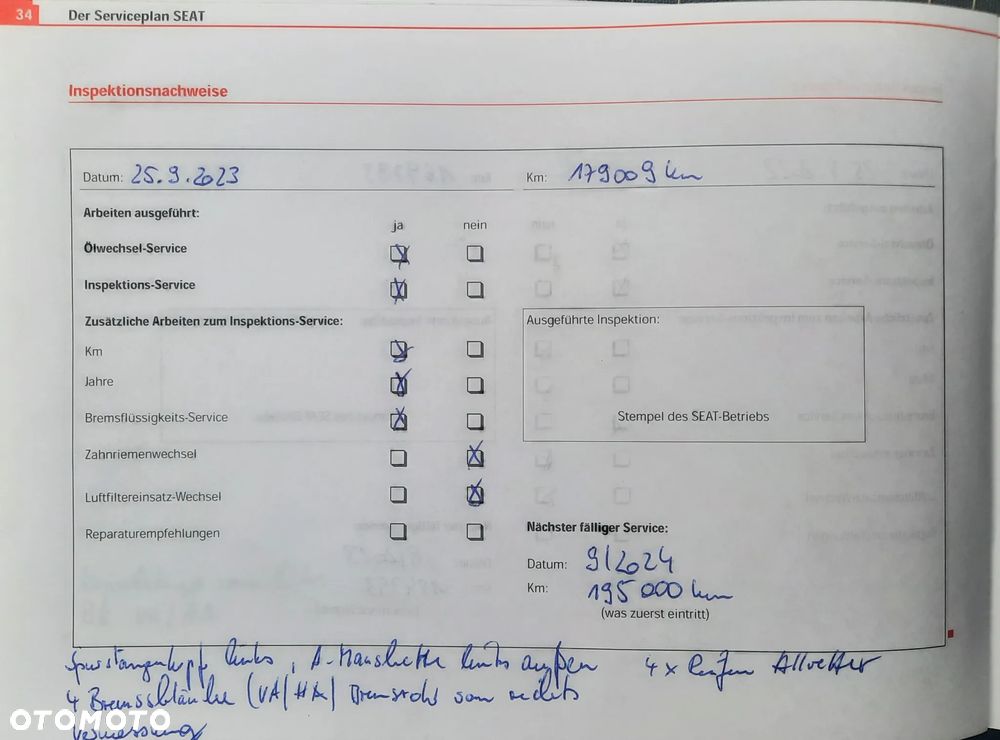 34 Der Serviceplan SEAT
Inspektionsnachweise
Datum: 25.9.2023 Km: 179009 km
Arbeiten ausgeführt:
ja nein
Ölwechsel-Service
Inspektions-Service
Zusätzliche Arbeiten zum Inspektions-Service:
Ausgeführte Inspektion:
Km
Jahre
Bremsflüssigkeits-Service
Stempel des SEAT-Betriebs
Zahnriemenwechsel
Luftfiltereinsatz-Wechsel
Reparaturempfehlungen
Nächster fälliger Service:
Datum: 9/2024
Km: 195000 km
(was zuerst eintritt)
Spurstangenkopf links, A-Manschette links außen 4x Reifen Allwetter
4 Bremsschläuche (VA/HA) Bremsrohr vorn rechts
Vermessung
OTOMOTO